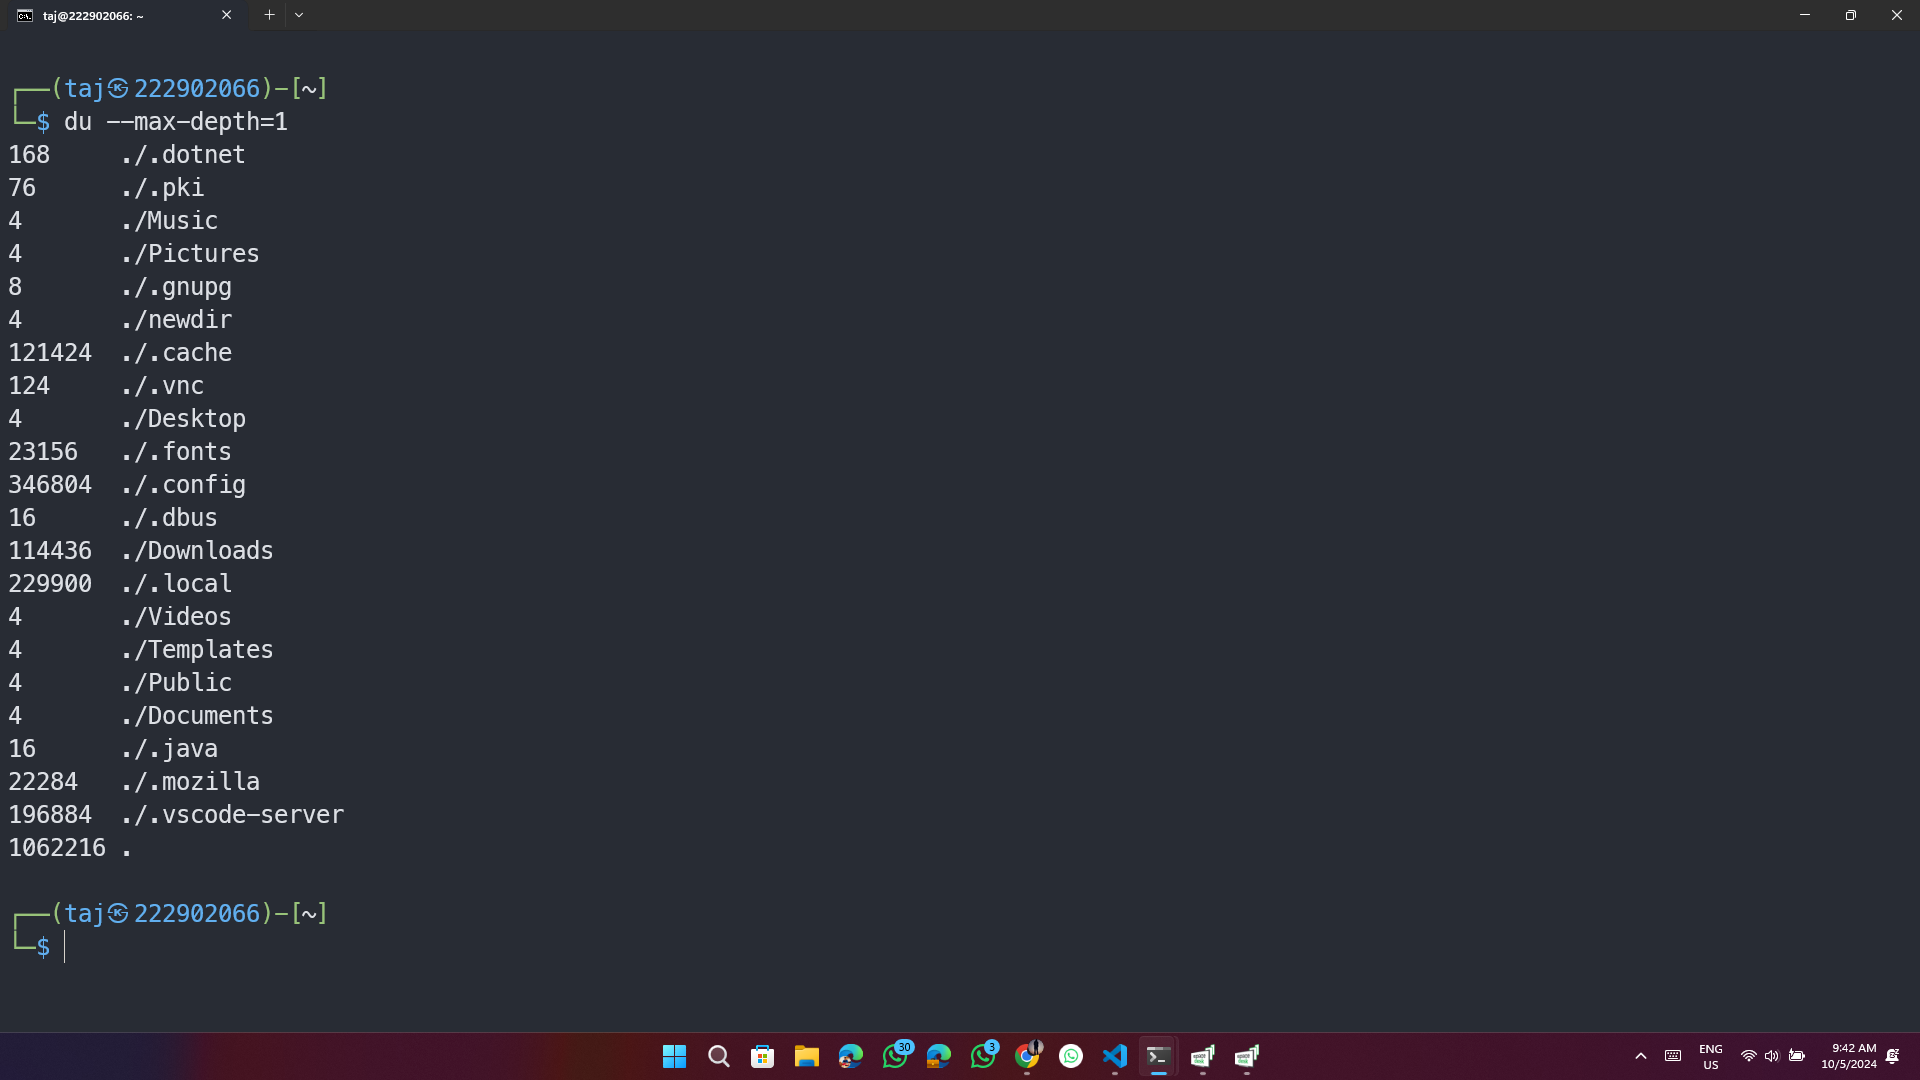 taj@222902066: ~
┌──(taj㉿222902066)-[~]
└─$ du --max-depth=1
168     ./.dotnet
76      ./.pki
4       ./Music
4       ./Pictures
8       ./.gnupg
4       ./newdir
121424  ./.cache
124     ./.vnc
4       ./Desktop
23156   ./.fonts
346804  ./.config
16      ./.dbus
114436  ./Downloads
229900  ./.local
4       ./Videos
4       ./Templates
4       ./Public
4       ./Documents
16      ./.java
22284   ./.mozilla
196884  ./.vscode-server
1062216 .
┌──(taj㉿222902066)-[~]
└─$
30
3
ENG
US
9:42 AM
10/5/2024